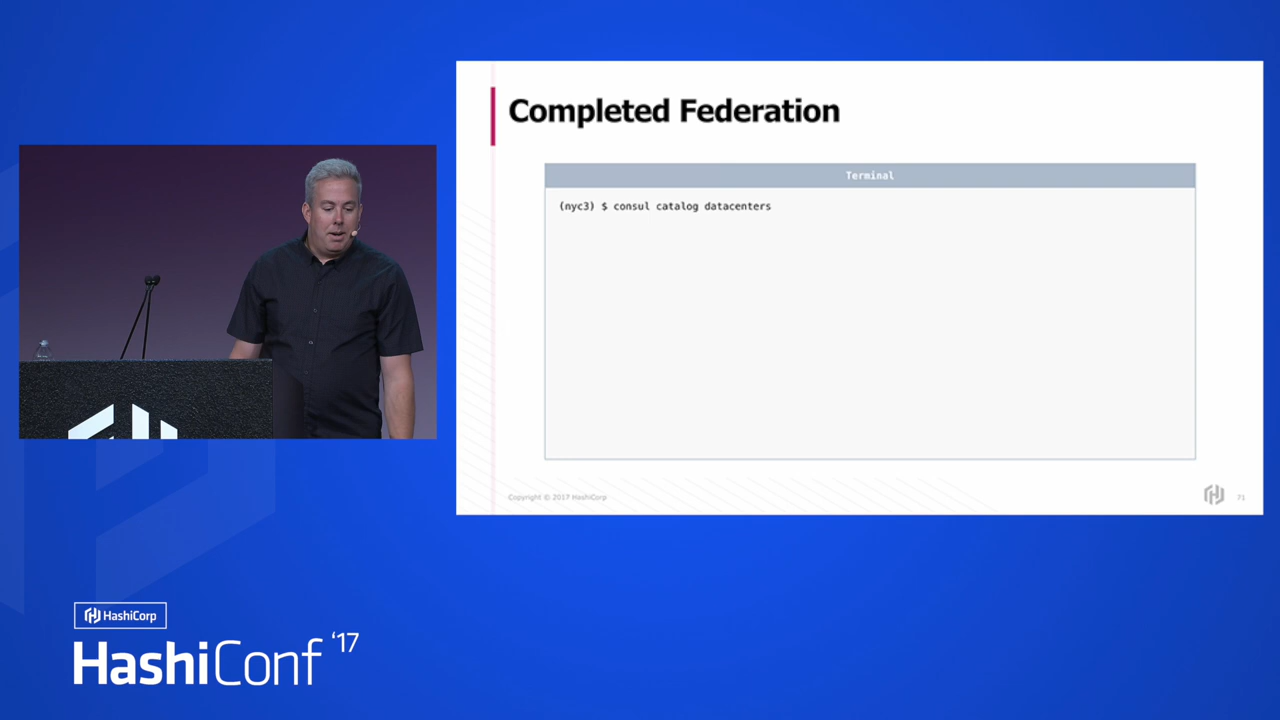 Completed Federation
Terminal
(nyc3) $ consul catalog datacenters
Copyright © 2017 HashiCorp
71
HashiCorp
HashiConf '17